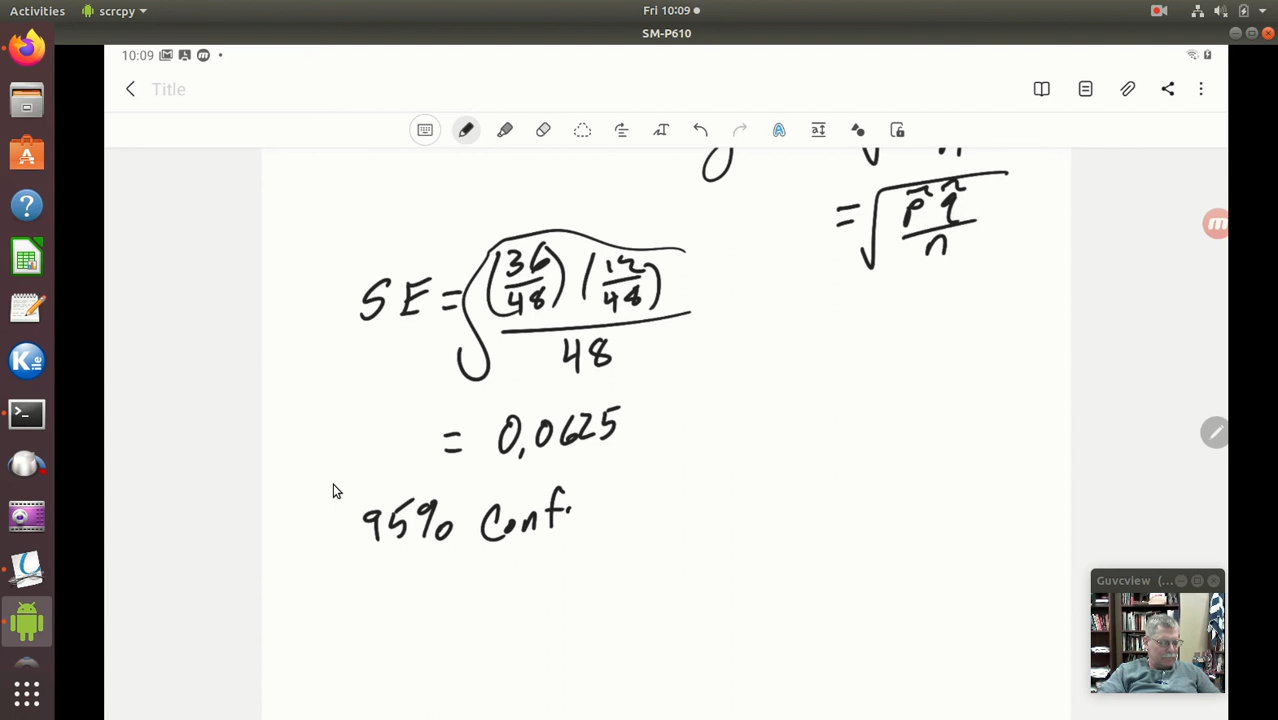 Activities scrcpy Fri 10:09
SM-P610
10:09
Title
= √(p̂ q̂ / n)
SE = √((36/48) (12/48) / 48)
= 0.0625
95% Conf.
Guvcview (...